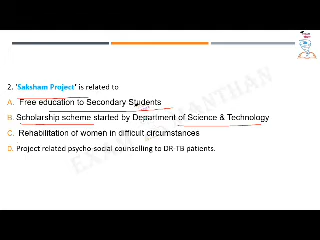 2. 'Saksham Project' is related to
A. Free education to Secondary Students
B. Scholarship scheme started by Department of Science & Technology
C. Rehabilitation of women in difficult circumstances
D. Project related psycho-social counselling to DR-TB patients.